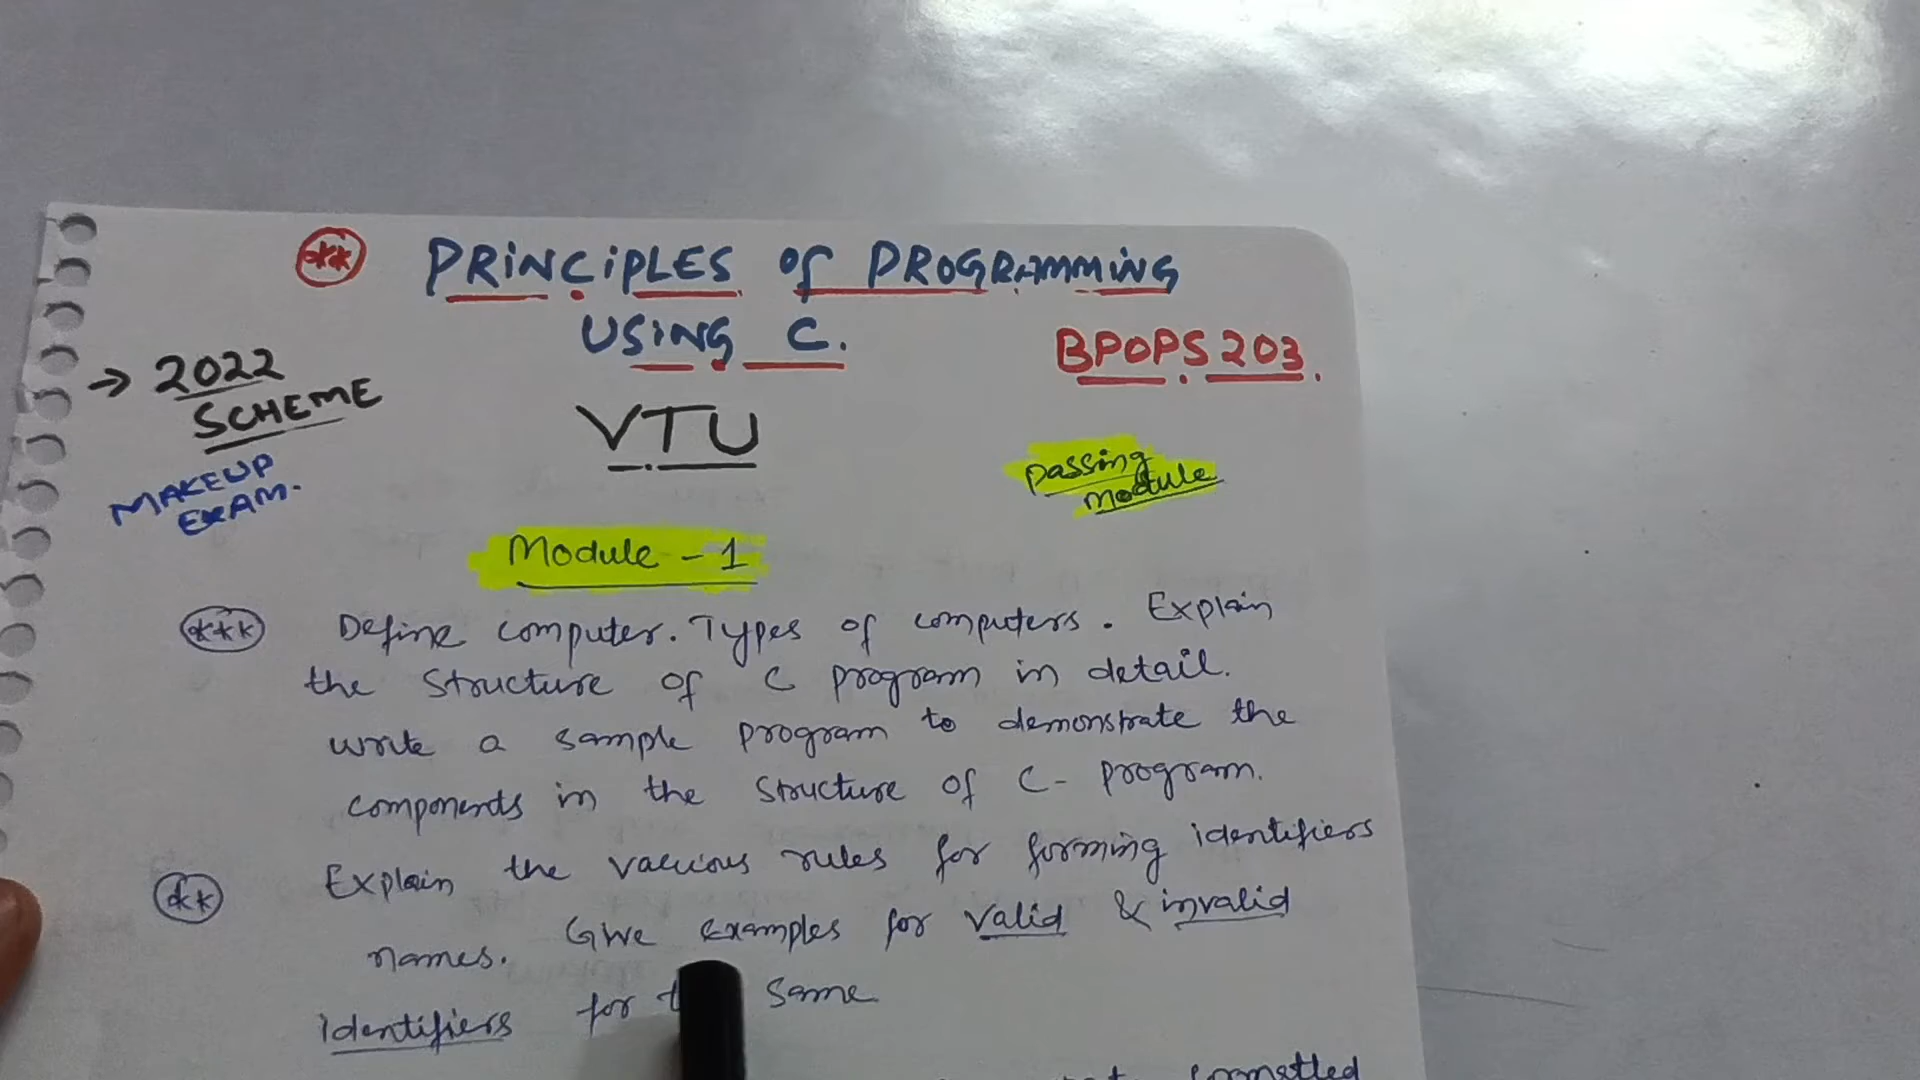 ** PRINCIPLES of PROGRAMMING
USING C.
BPOPS203.
→ 2022
SCHEME
VTU
MAKEUP
EXAM.
passing
module
Module - 1
*** Define computer. Types of computers. Explain
the structure of C program in detail.
write a sample program to demonstrate the
components in the structure of C- program.
** Explain the various rules for forming identifiers
names. Give examples for valid & invalid
identifiers for same
formatted